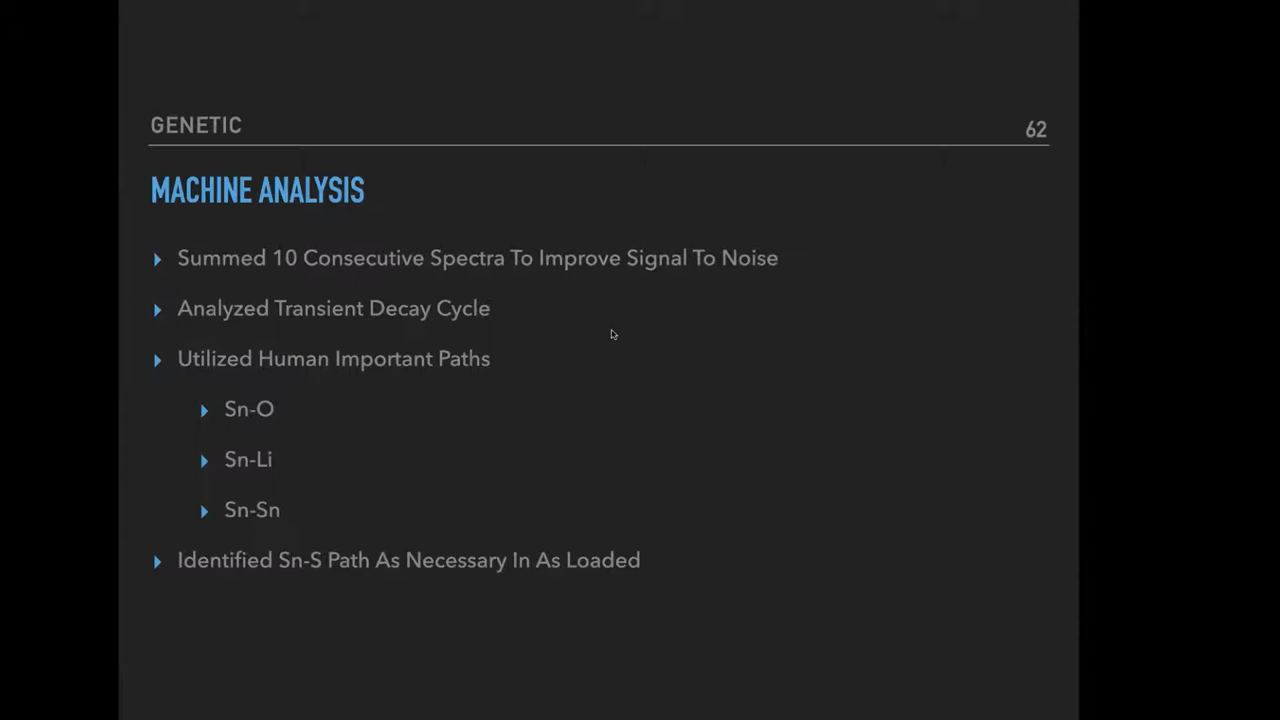 GENETIC
62
MACHINE ANALYSIS
Summed 10 Consecutive Spectra To Improve Signal To Noise
Analyzed Transient Decay Cycle
Utilized Human Important Paths
Sn-O
Sn-Li
Sn-Sn
Identified Sn-S Path As Necessary In As Loaded